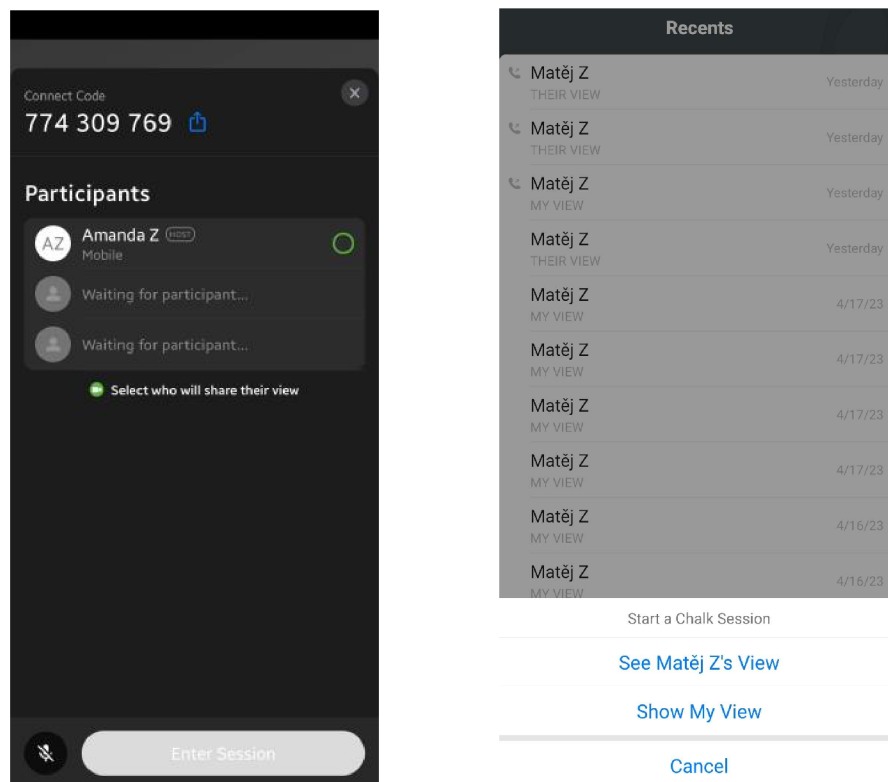 Connect Code
774 309 769
Participants
AZ
Amanda Z HOST
Mobile
Waiting for participant...
Waiting for participant...
Select who will share their view
Enter Session
Recents
Matěj Z Yesterday
THEIR VIEW
Matěj Z Yesterday
THEIR VIEW
Matěj Z Yesterday
MY VIEW
Matěj Z Yesterday
THEIR VIEW
Matěj Z 4/17/23
MY VIEW
Matěj Z 4/17/23
MY VIEW
Matěj Z 4/17/23
MY VIEW
Matěj Z 4/17/23
MY VIEW
Matěj Z 4/16/23
MY VIEW
Matěj Z 4/16/23
MY VIEW
Start a Chalk Session
See Matěj Z's View
Show My View
Cancel